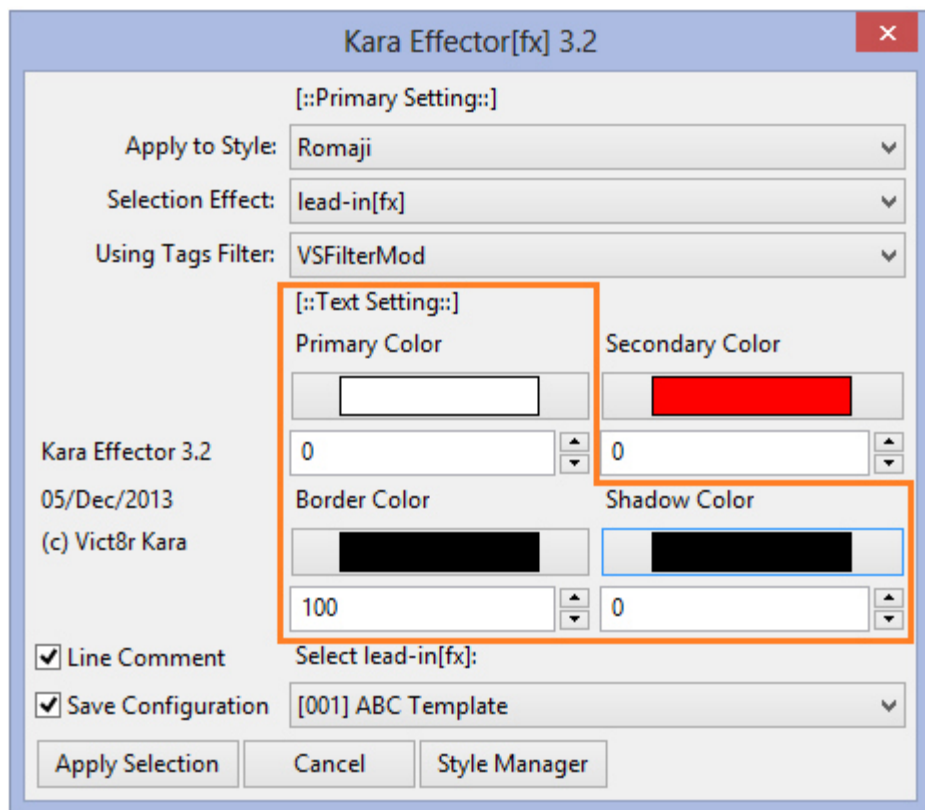 Kara Effector[fx] 3.2
[::Primary Setting::]
Apply to Style: Romaji
Selection Effect: lead-in[fx]
Using Tags Filter: VSFilterMod
[::Text Setting::]
Primary Color Secondary Color
Kara Effector 3.2 0 0
05/Dec/2013 Border Color Shadow Color
(c) Vict8r Kara
100 0
Line Comment Select lead-in[fx]:
Save Configuration [001] ABC Template
Apply Selection Cancel Style Manager